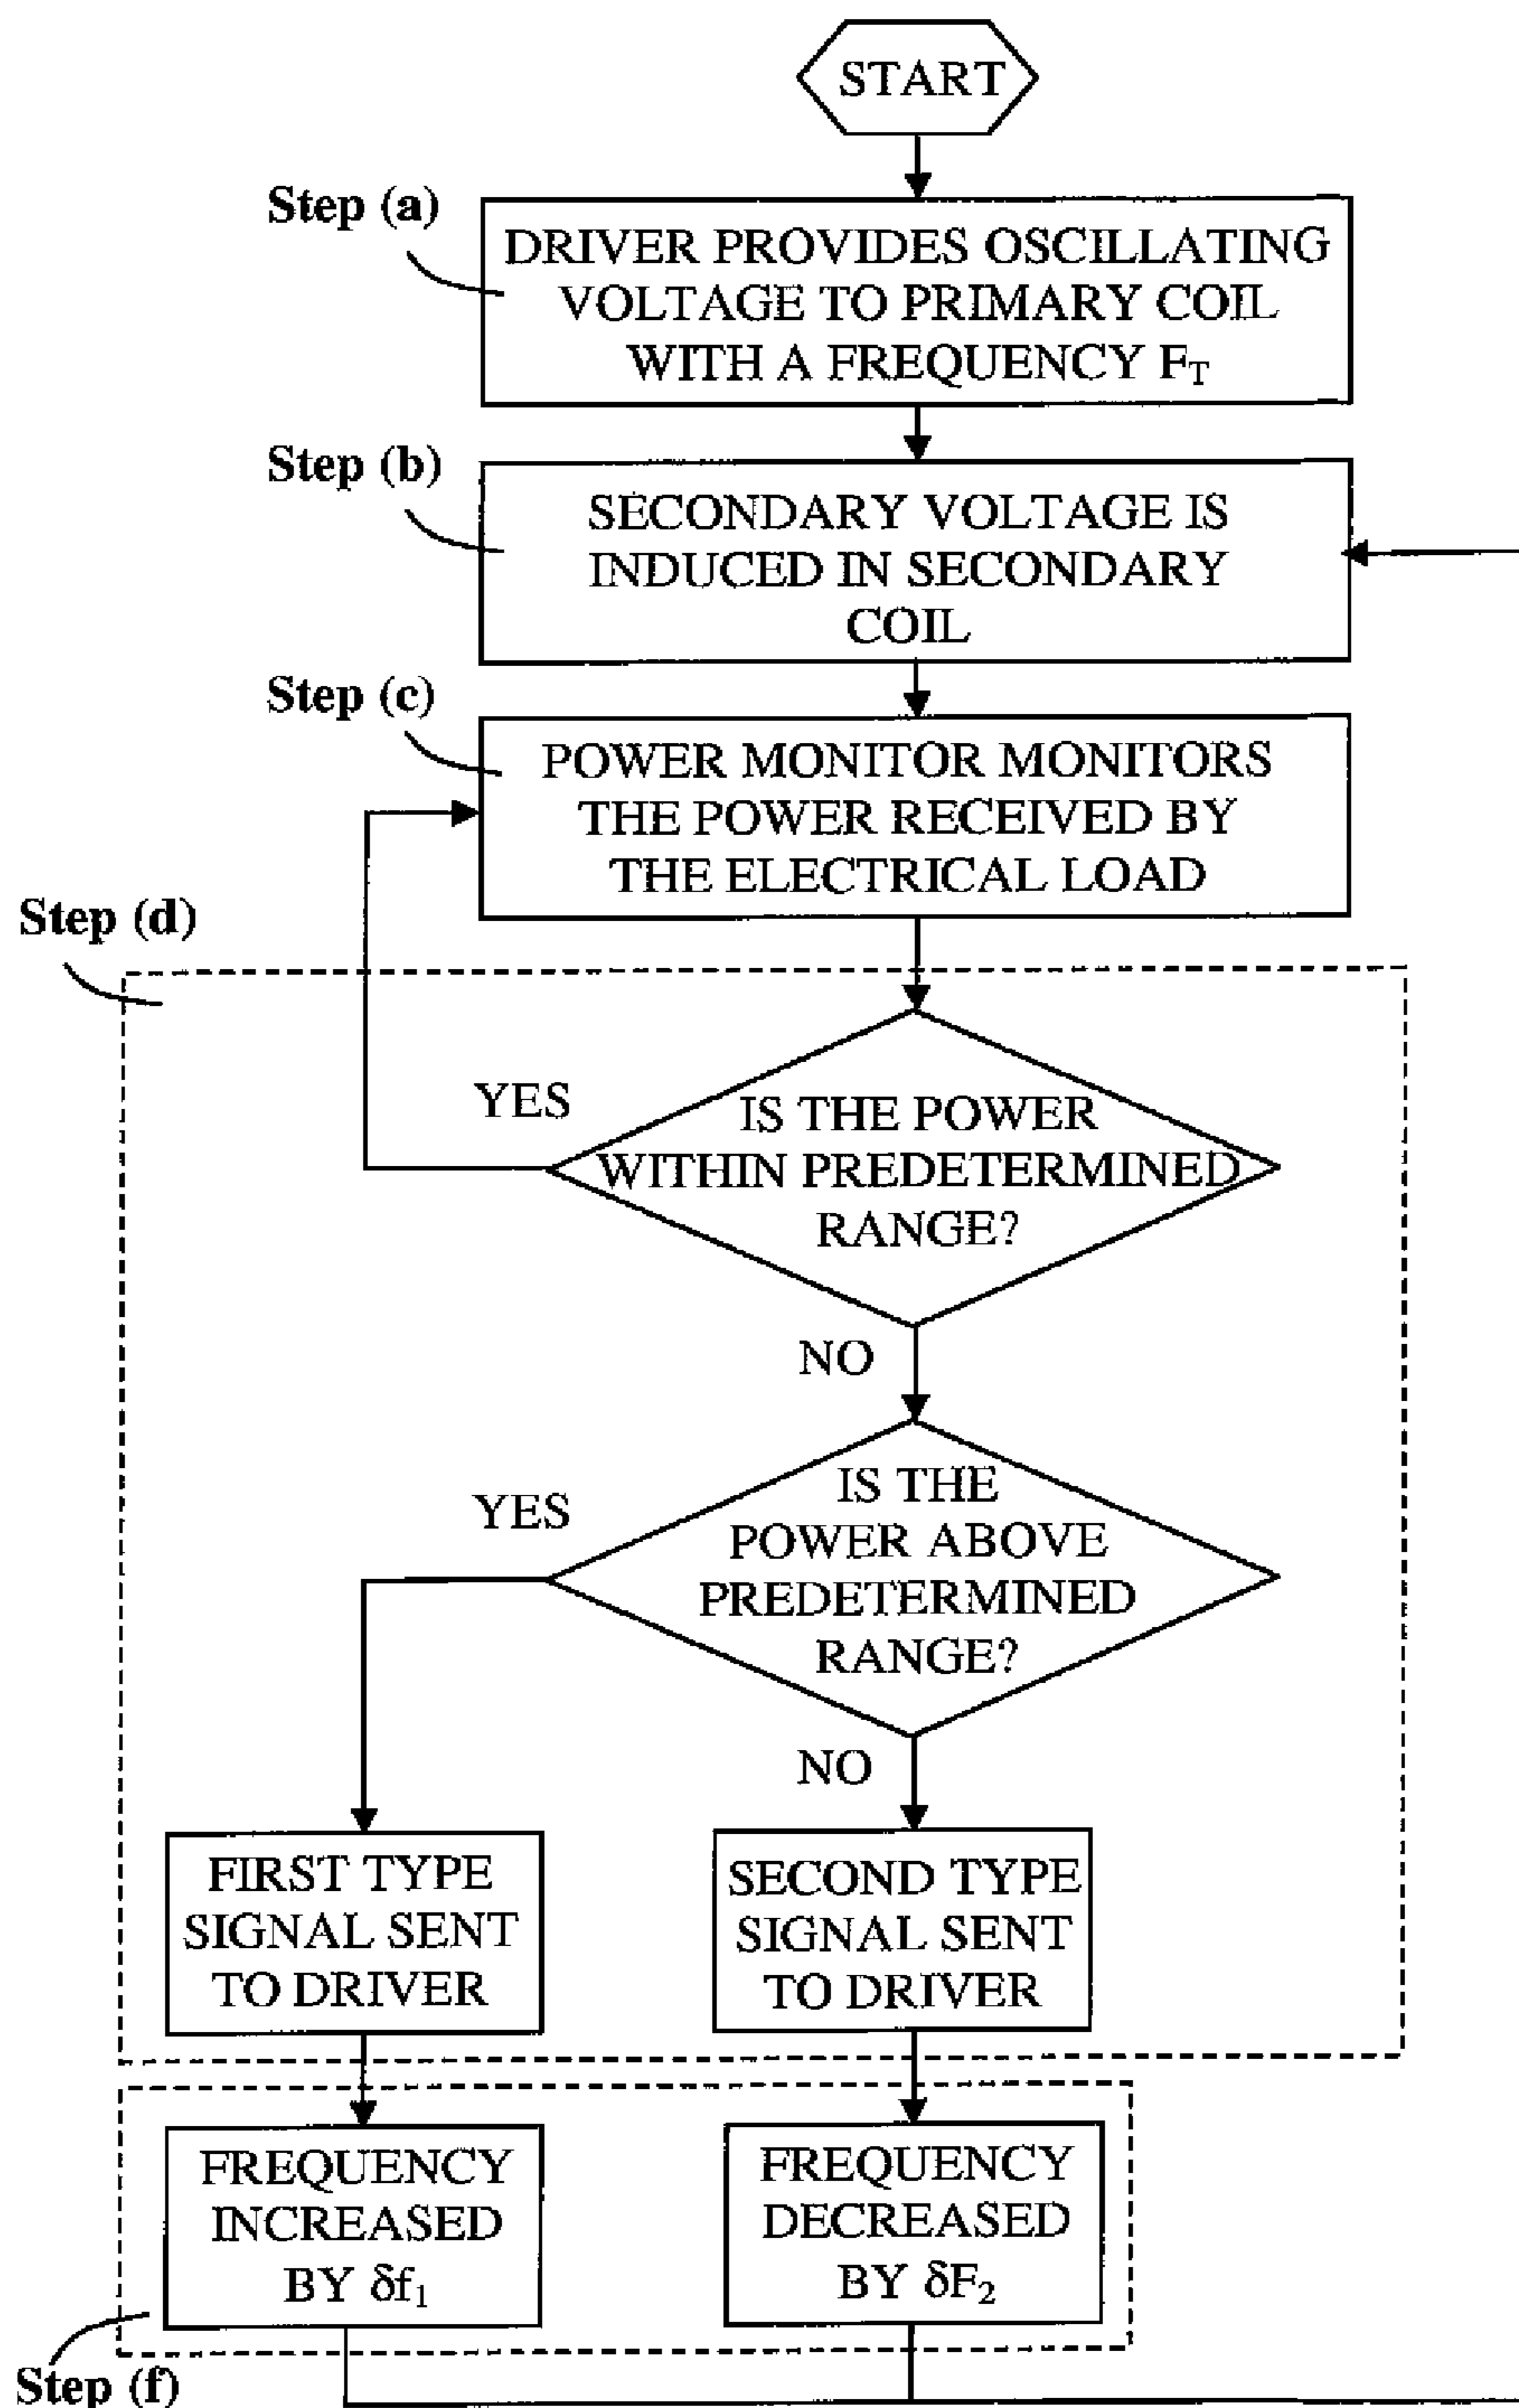 START
Step (a)
DRIVER PROVIDES OSCILLATING
VOLTAGE TO PRIMARY COIL
WITH A FREQUENCY F_T
Step (b)
SECONDARY VOLTAGE IS
INDUCED IN SECONDARY
COIL
Step (c)
POWER MONITOR MONITORS
THE POWER RECEIVED BY
THE ELECTRICAL LOAD
Step (d)
YES
IS THE POWER
WITHIN PREDETERMINED
RANGE?
NO
YES
IS THE
POWER ABOVE
PREDETERMINED
RANGE?
NO
FIRST TYPE
SIGNAL SENT
TO DRIVER
SECOND TYPE
SIGNAL SENT
TO DRIVER
FREQUENCY
INCREASED
BY δf₁
FREQUENCY
DECREASED
BY δF₂
Step (f)